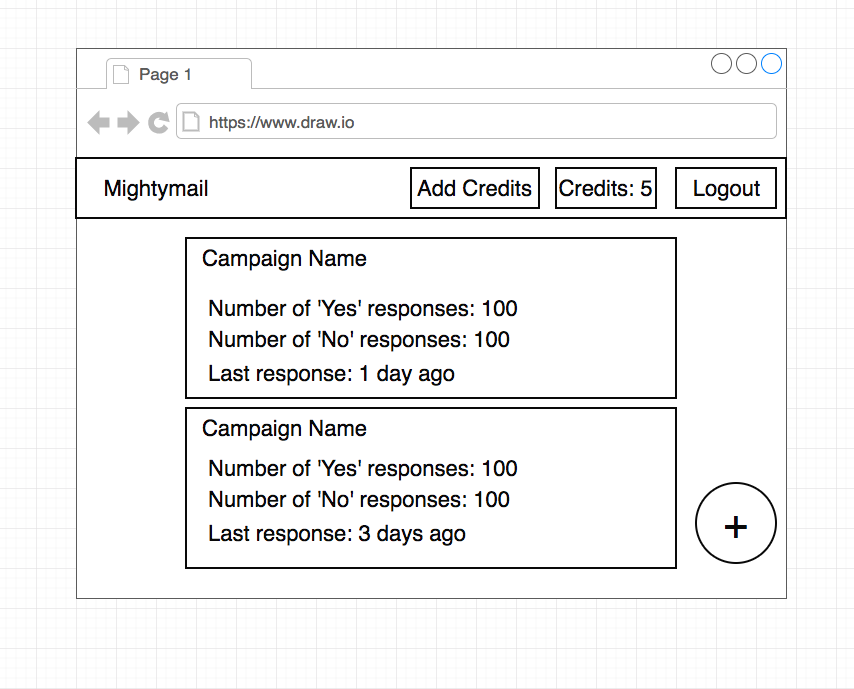 Page 1
https://www.draw.io
Mightymail
Add Credits
Credits: 5
Logout
Campaign Name
Number of 'Yes' responses: 100
Number of 'No' responses: 100
Last response: 1 day ago
Campaign Name
Number of 'Yes' responses: 100
Number of 'No' responses: 100
Last response: 3 days ago
+